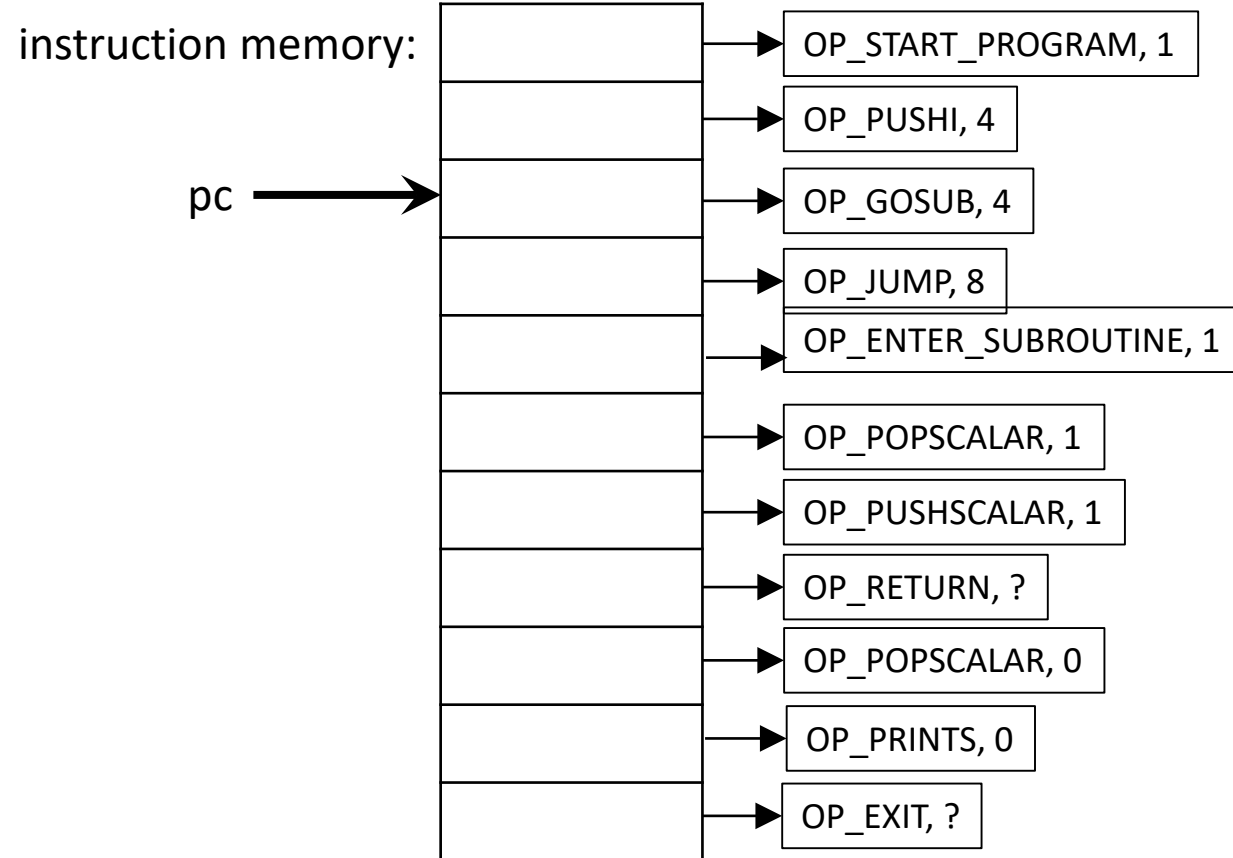 instruction memory:
OP_START_PROGRAM, 1
OP_PUSHI, 4
pc
OP_GOSUB, 4
OP_JUMP, 8
OP_ENTER_SUBROUTINE, 1
OP_POPSCALAR, 1
OP_PUSHSCALAR, 1
OP_RETURN, ?
OP_POPSCALAR, 0
OP_PRINTS, 0
OP_EXIT, ?